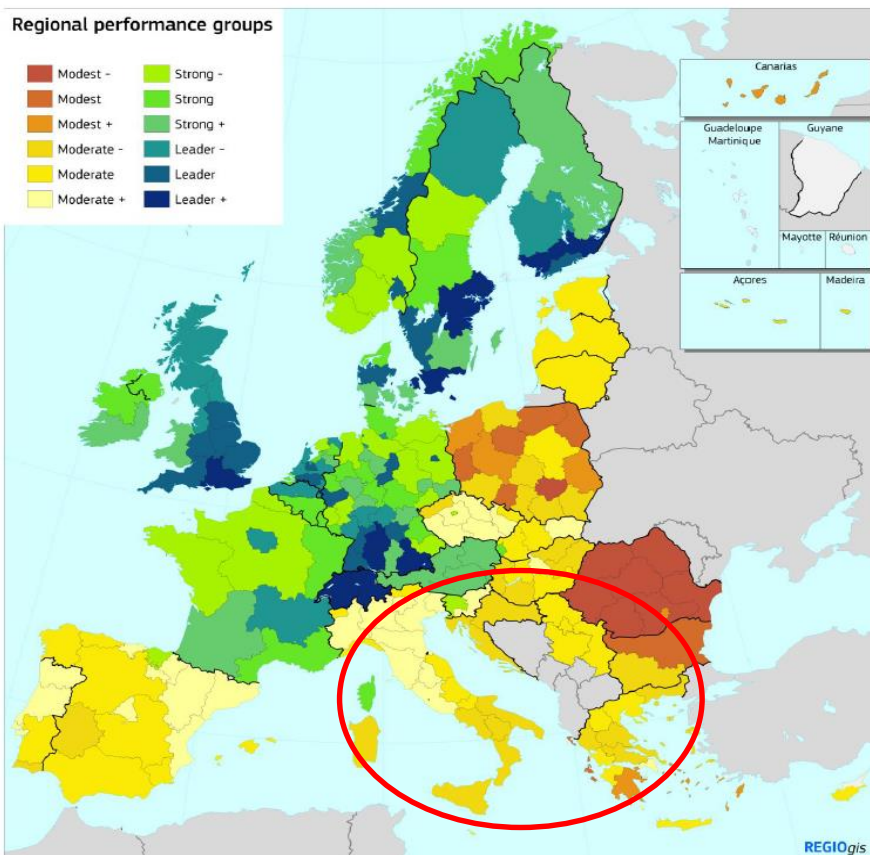 Regional performance groups
Modest -
Modest
Modest +
Moderate -
Moderate
Moderate +
Strong -
Strong
Strong +
Leader -
Leader
Leader +
Canarias
Guadeloupe
Martinique
Guyane
Mayotte
Réunion
Açores
Madeira
REGIOgis